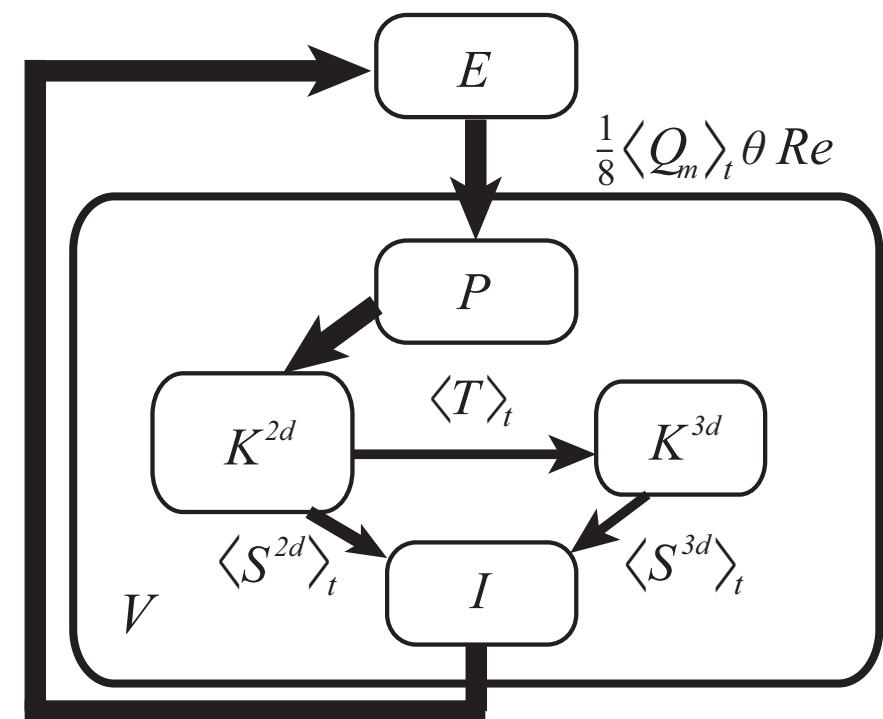 E
1/8⟨Q_m⟩_t θ Re
P
⟨T⟩_t
K^{2d}
K^{3d}
⟨S^{2d}⟩_t
⟨S^{3d}⟩_t
I
V